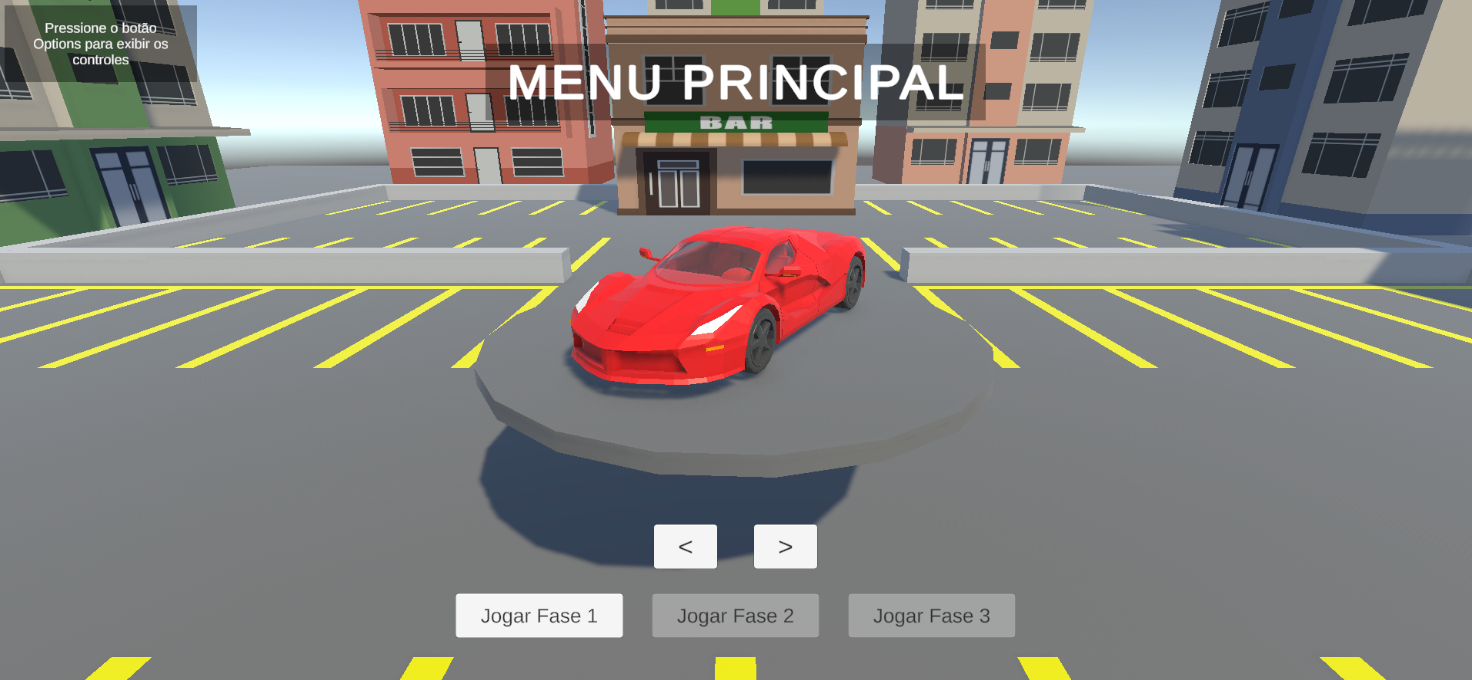 Pressione o botão
Options para exibir os
controles
MENU PRINCIPAL
BAR
<
>
Jogar Fase 1
Jogar Fase 2
Jogar Fase 3